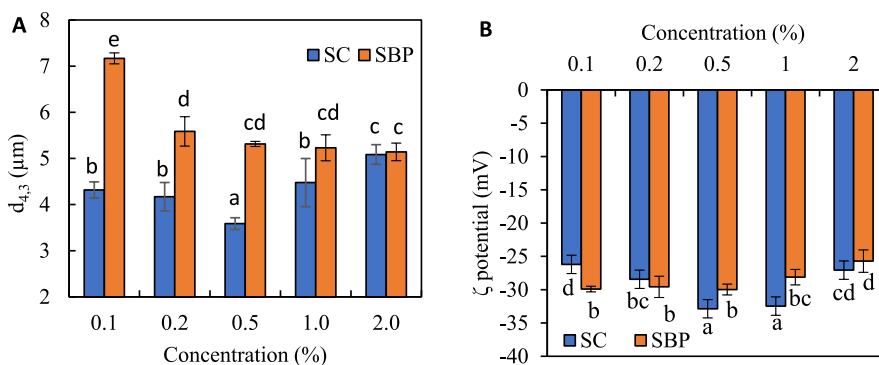 A
8
7
6
5
4
3
2
d4,3 (μm)
SC SBP
e
b
d
b
cd
a
cd
b
c c
0.1 0.2 0.5 1.0 2.0
Concentration (%)
B
Concentration (%)
0.1 0.2 0.5 1 2
0
-5
-10
-15
-20
-25
-30
-35
-40
ζ potential (mV)
d b bc b a b a bc cd d
SC SBP